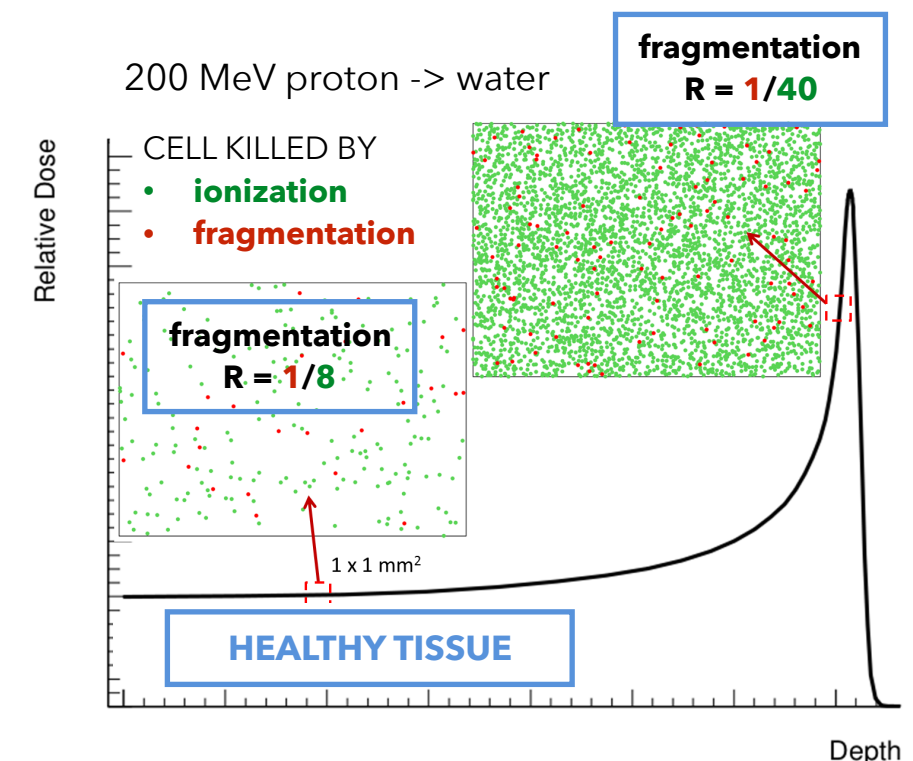 fragmentation
R = 1/40
200 MeV proton -> water
CELL KILLED BY
• ionization
• fragmentation
Relative Dose
fragmentation
R = 1/8
1 x 1 mm²
HEALTHY TISSUE
Depth